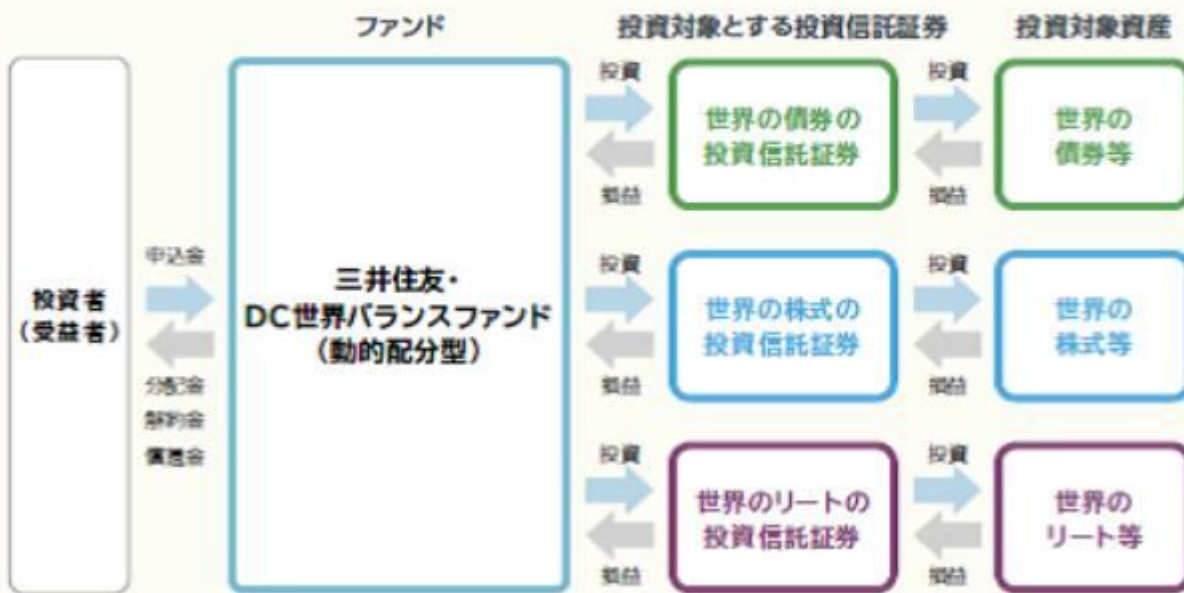 ファンド
投資対象とする投資信託証券
投資対象資産
投資者
(受益者)
申込金
分配金
解約金
償還金
三井住友・
DC世界バランスファンド
(動的配分型)
投資
損益
世界の債券の
投資信託証券
投資
損益
世界の
債券等
投資
損益
世界の株式の
投資信託証券
投資
損益
世界の
株式等
投資
損益
世界のリートの
投資信託証券
投資
損益
世界の
リート等